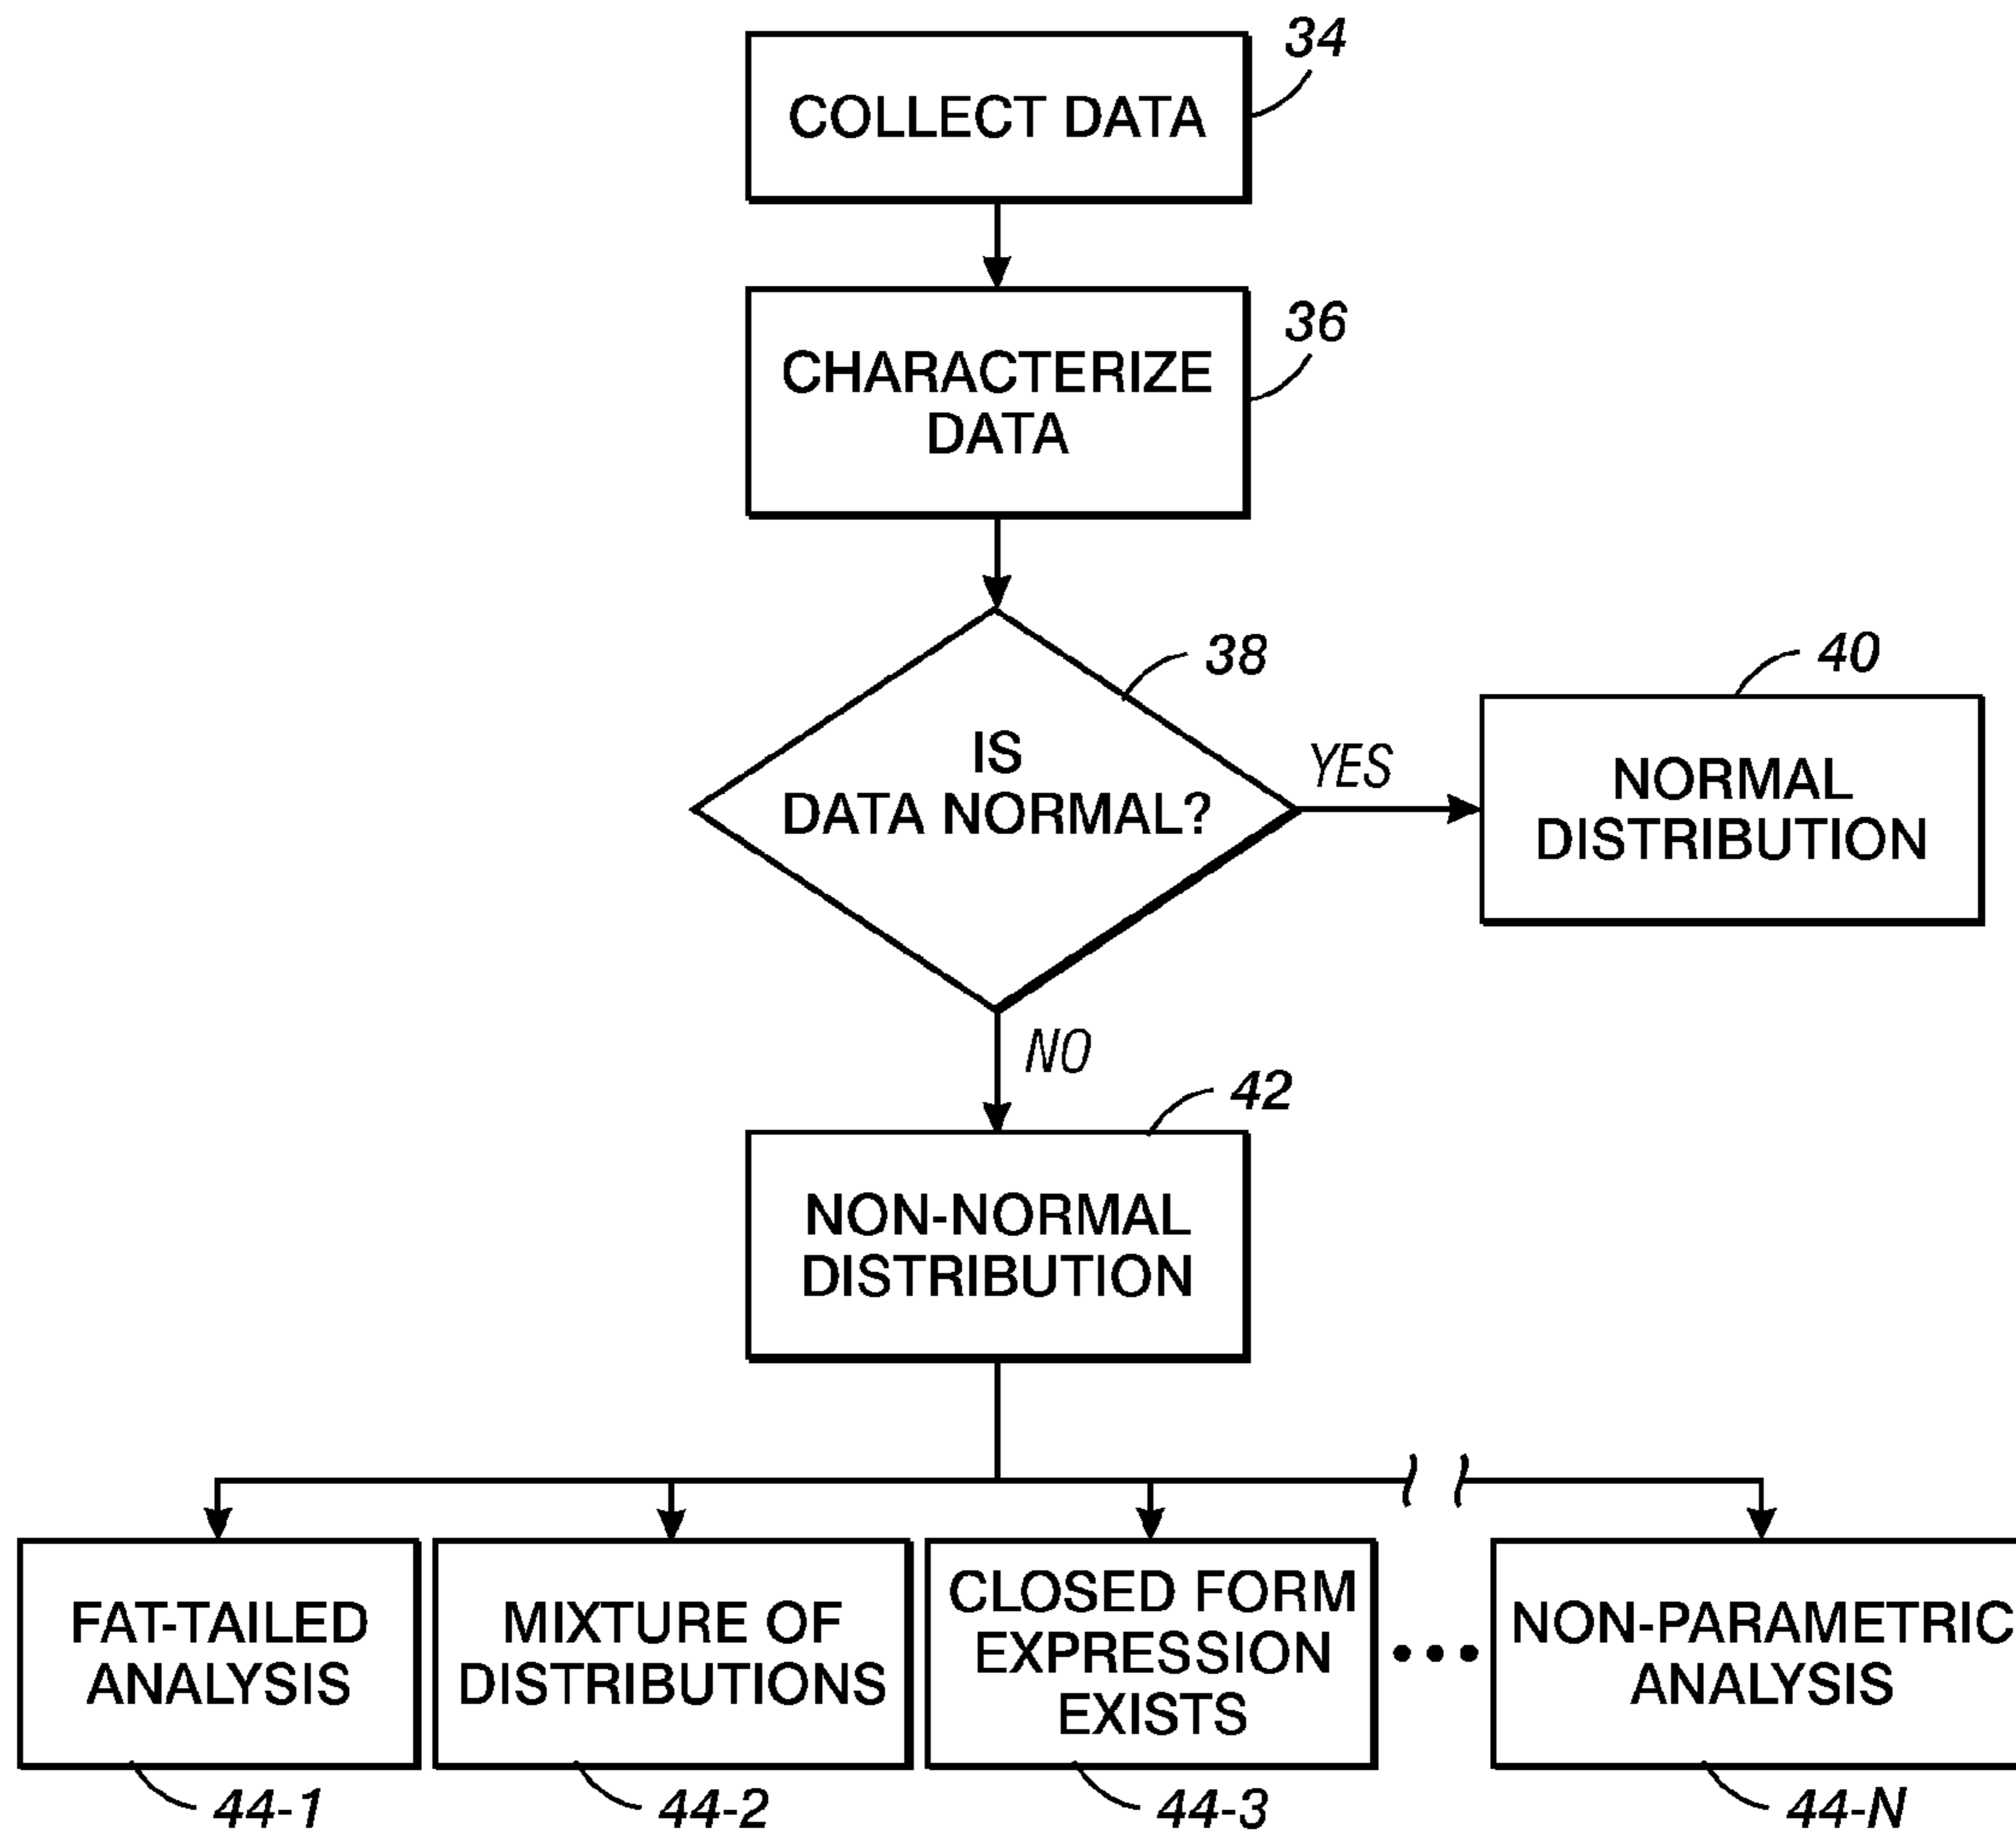 34
COLLECT DATA
36
CHARACTERIZE
DATA
38
IS
DATA NORMAL?
YES
40
NORMAL
DISTRIBUTION
NO
42
NON-NORMAL
DISTRIBUTION
FAT-TAILED
ANALYSIS
44-1
MIXTURE OF
DISTRIBUTIONS
44-2
CLOSED FORM
EXPRESSION
EXISTS
44-3
•••
NON-PARAMETRIC
ANALYSIS
44-N